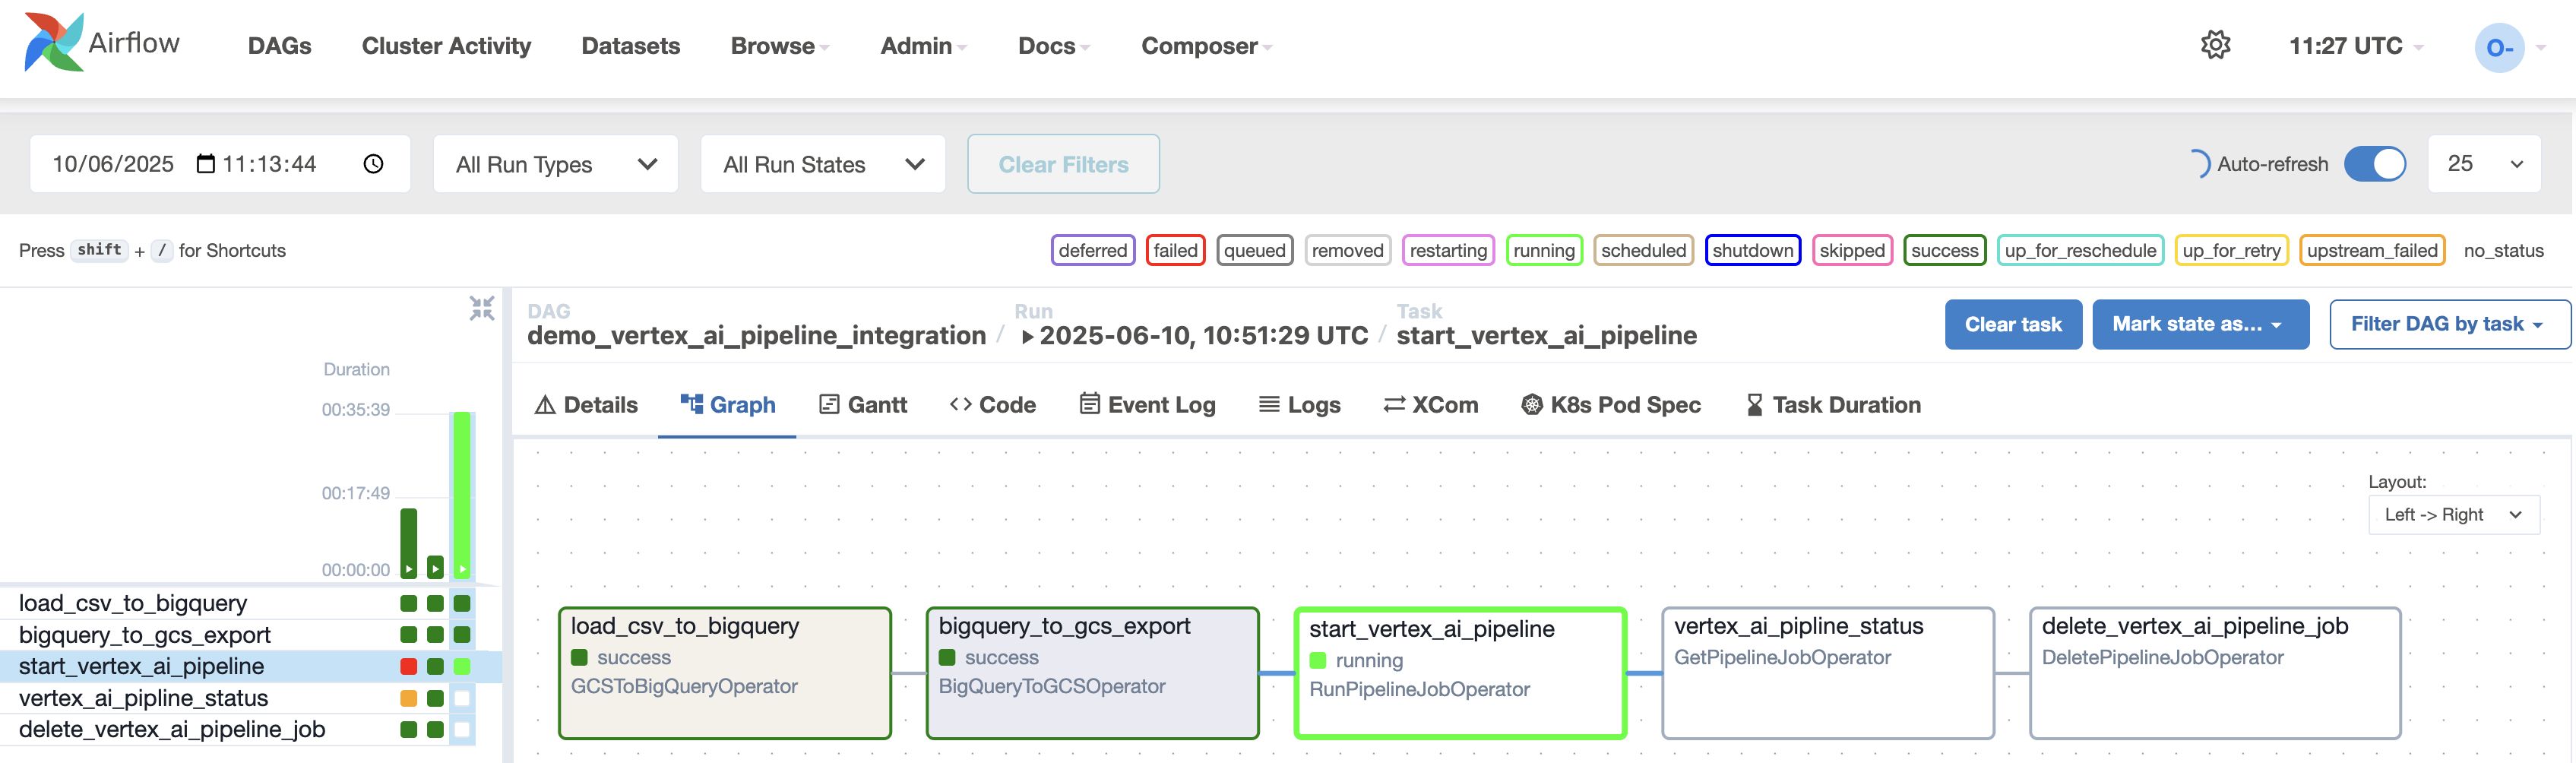 Airflow DAGs Cluster Activity Datasets Browse Admin Docs Composer 11:27 UTC O-
10/06/2025 11:13:44 All Run Types All Run States Clear Filters Auto-refresh 25
Press shift + / for Shortcuts deferred failed queued removed restarting running scheduled shutdown skipped success up_for_reschedule up_for_retry upstream_failed no_status
DAG Run Task
demo_vertex_ai_pipeline_integration / 2025-06-10, 10:51:29 UTC / start_vertex_ai_pipeline
Clear task Mark state as... Filter DAG by task
Details Graph Gantt Code Event Log Logs XCom K8s Pod Spec Task Duration
Duration
00:35:39
00:17:49
00:00:00
load_csv_to_bigquery
bigquery_to_gcs_export
start_vertex_ai_pipeline
vertex_ai_pipline_status
delete_vertex_ai_pipeline_job
Layout:
Left -> Right
load_csv_to_bigquery
success
GCSToBigQueryOperator
bigquery_to_gcs_export
success
BigQueryToGCSOperator
start_vertex_ai_pipeline
running
RunPipelineJobOperator
vertex_ai_pipline_status
GetPipelineJobOperator
delete_vertex_ai_pipeline_job
DeletePipelineJobOperator